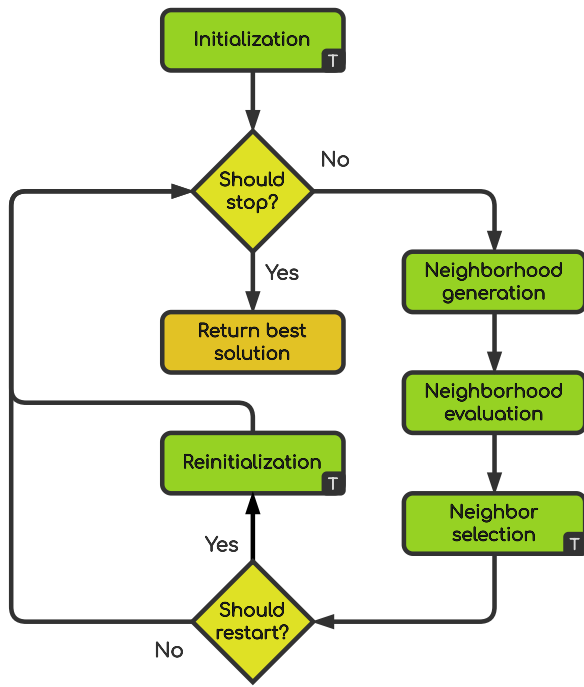 Initialization
T
No
Should
stop?
Yes
Neighborhood
generation
Return best
solution
Neighborhood
evaluation
Reinitialization
T
Neighbor
selection
T
Yes
Should
restart?
No